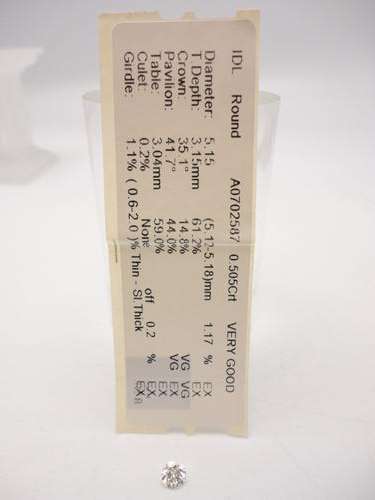 IDL Round A0702587 0.505Crt VERY GOOD
Diameter: 5.15 (5.12-5.18)mm 1.17 % EX
T Depth: 3.15mm 61.2% EX
Crown: 35.1° 14.8% VG VG
Pavilion: 41.7° 44.0% VG EX
Table: 3.04mm 59.0% EX
Culet: 0.2% None off 0.2 % EX
Girdle: 1.1% (0.6-2.0)% Thin - Sl.Thick EX